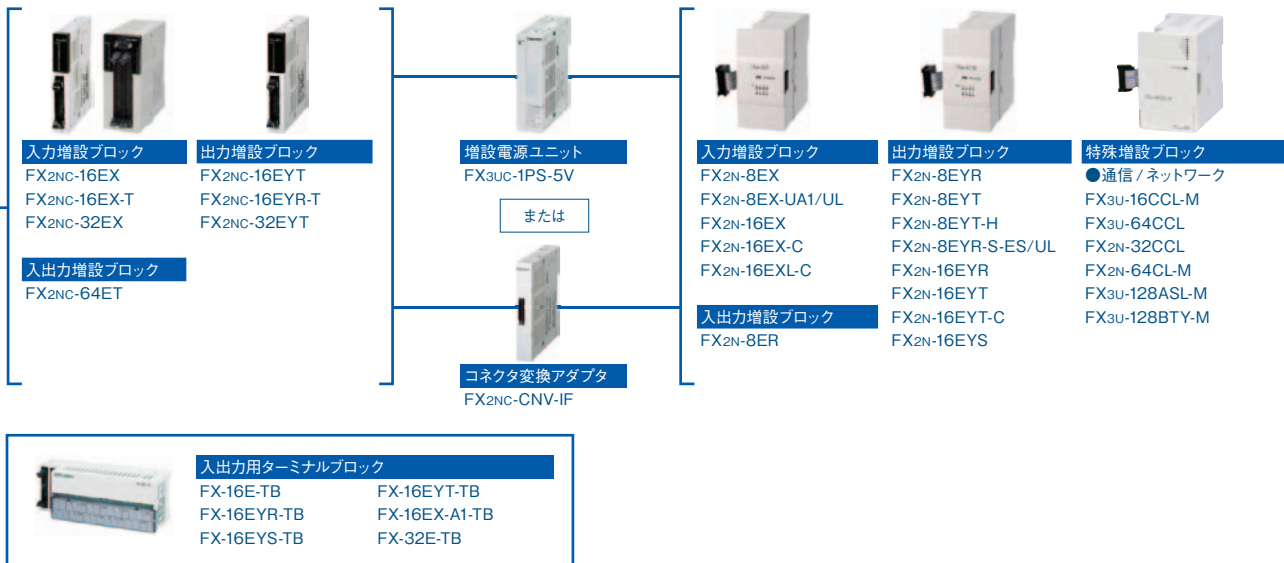 入力増設ブロック
FX2NC-16EX
FX2NC-16EX-T
FX2NC-32EX
入出力増設ブロック
FX2NC-64ET
出力増設ブロック
FX2NC-16EYT
FX2NC-16EYR-T
FX2NC-32EYT
増設電源ユニット
FX3UC-1PS-5V
または
コネクタ変換アダプタ
FX2NC-CNV-IF
入力増設ブロック
FX2N-8EX
FX2N-8EX-UA1/UL
FX2N-16EX
FX2N-16EX-C
FX2N-16EXL-C
入出力増設ブロック
FX2N-8ER
出力増設ブロック
FX2N-8EYR
FX2N-8EYT
FX2N-8EYT-H
FX2N-8EYR-S-ES/UL
FX2N-16EYR
FX2N-16EYT
FX2N-16EYT-C
FX2N-16EYS
特殊増設ブロック
●通信 / ネットワーク
FX3U-16CCL-M
FX3U-64CCL
FX2N-32CCL
FX2N-64CL-M
FX3U-128ASL-M
FX3U-128BTY-M
入出力用ターミナルブロック
FX-16E-TB
FX-16EYR-TB
FX-16EYS-TB
FX-16EYT-TB
FX-16EX-A1-TB
FX-32E-TB